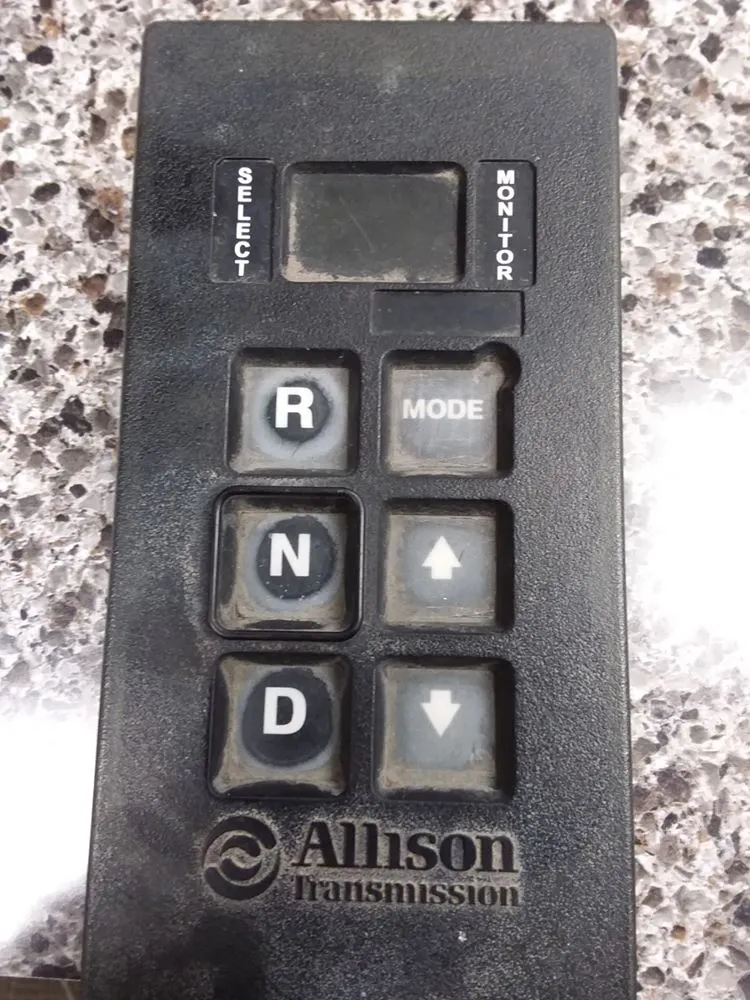 SELECT
MONITOR
R
MODE
N
D
Allison
Transmission